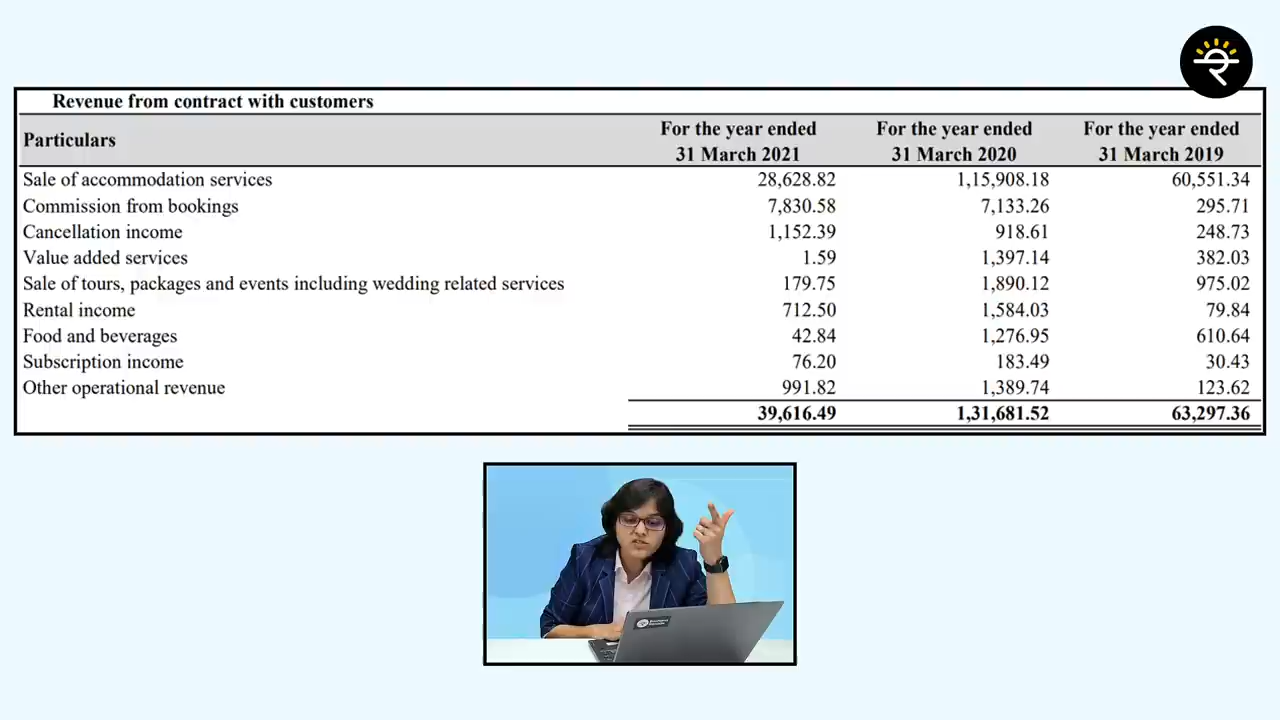 Revenue from contract with customers
Particulars For the year ended 31 March 2021 For the year ended 31 March 2020 For the year ended 31 March 2019
Sale of accommodation services 28,628.82 1,15,908.18 60,551.34
Commission from bookings 7,830.58 7,133.26 295.71
Cancellation income 1,152.39 918.61 248.73
Value added services 1.59 1,397.14 382.03
Sale of tours, packages and events including wedding related services 179.75 1,890.12 975.02
Rental income 712.50 1,584.03 79.84
Food and beverages 42.84 1,276.95 610.64
Subscription income 76.20 183.49 30.43
Other operational revenue 991.82 1,389.74 123.62
39,616.49 1,31,681.52 63,297.36